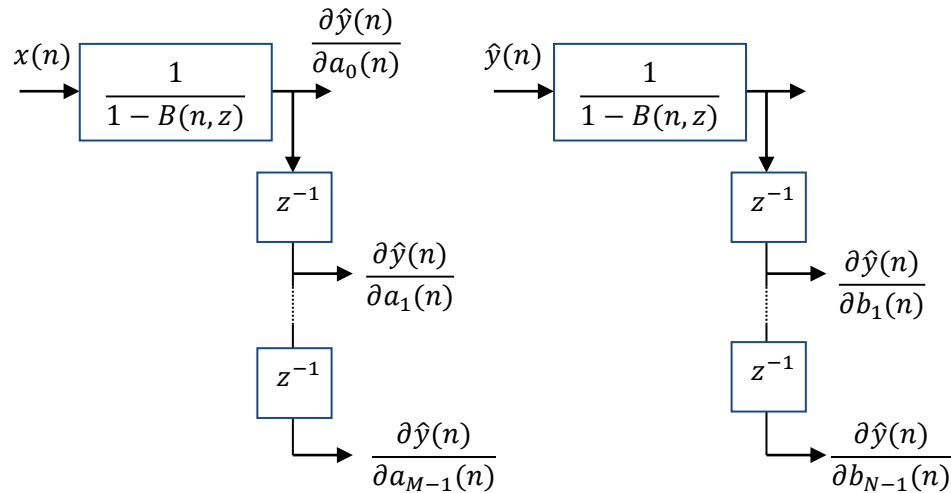 x(n)
1
1 − B(n, z)
∂ŷ(n)
∂a₀(n)
z⁻¹
∂ŷ(n)
∂a₁(n)
z⁻¹
∂ŷ(n)
∂a_{M−1}(n)
ŷ(n)
1
1 − B(n, z)
z⁻¹
∂ŷ(n)
∂b₁(n)
z⁻¹
∂ŷ(n)
∂b_{N−1}(n)